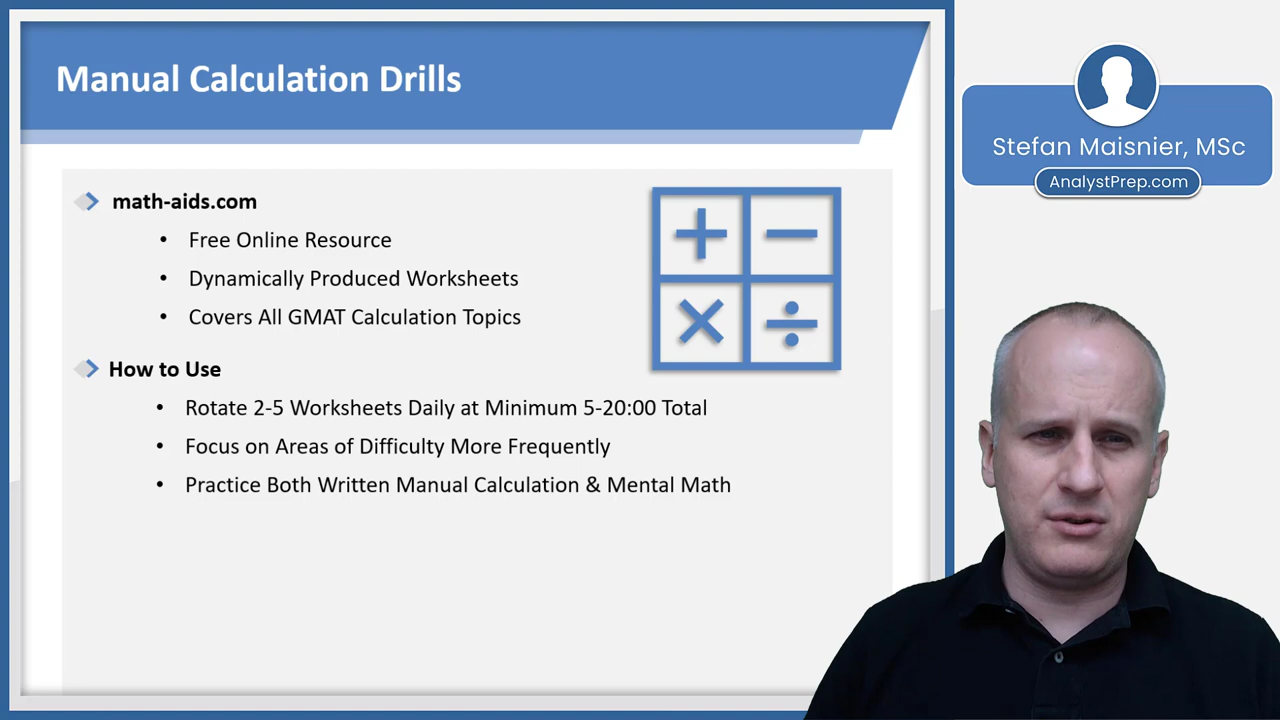 Manual Calculation Drills
math-aids.com
• Free Online Resource
• Dynamically Produced Worksheets
• Covers All GMAT Calculation Topics
How to Use
• Rotate 2-5 Worksheets Daily at Minimum 5-20:00 Total
• Focus on Areas of Difficulty More Frequently
• Practice Both Written Manual Calculation & Mental Math
+ −
× ÷
Stefan Maisnier, MSc
AnalystPrep.com